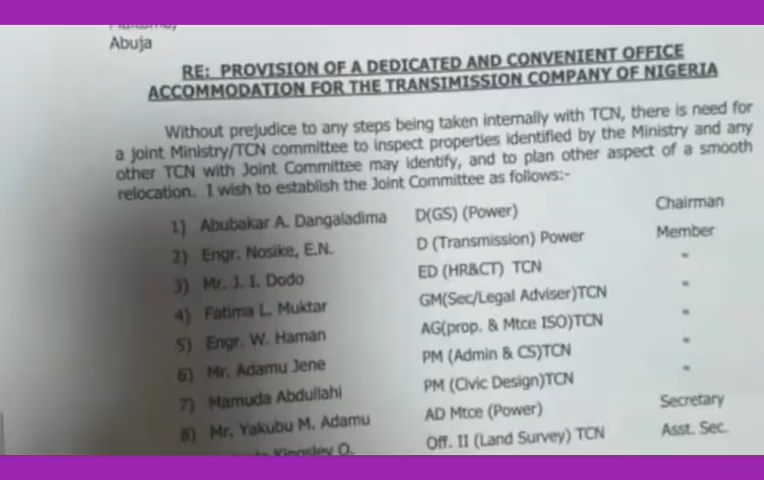 Abuja
RE: PROVISION OF A DEDICATED AND CONVENIENT OFFICE
ACCOMMODATION FOR THE TRANSIMISSION COMPANY OF NIGERIA
Without prejudice to any steps being taken internally with TCN, there is need for
a joint Ministry/TCN committee to inspect properties identified by the Ministry and any
other TCN with Joint Committee may identify, and to plan other aspect of a smooth
relocation. I wish to establish the Joint Committee as follows:-
1) Abubakar A. Dangaladima D(GS) (Power) Chairman
2) Engr. Nosike, E.N. D (Transmission) Power Member
3) Mr. J. I. Dodo ED (HR&CT) TCN "
4) Fatima L. Muktar GM(Sec/Legal Adviser)TCN "
5) Engr. W. Haman AG(prop. & Mtce ISO)TCN "
6) Mr. Adamu Jene PM (Admin & CS)TCN "
7) Mamuda Abdullahi PM (Civic Design)TCN "
8) Mr. Yakubu M. Adamu AD Mtce (Power) Secretary
Kingsley O. Off. II (Land Survey) TCN Asst. Sec.